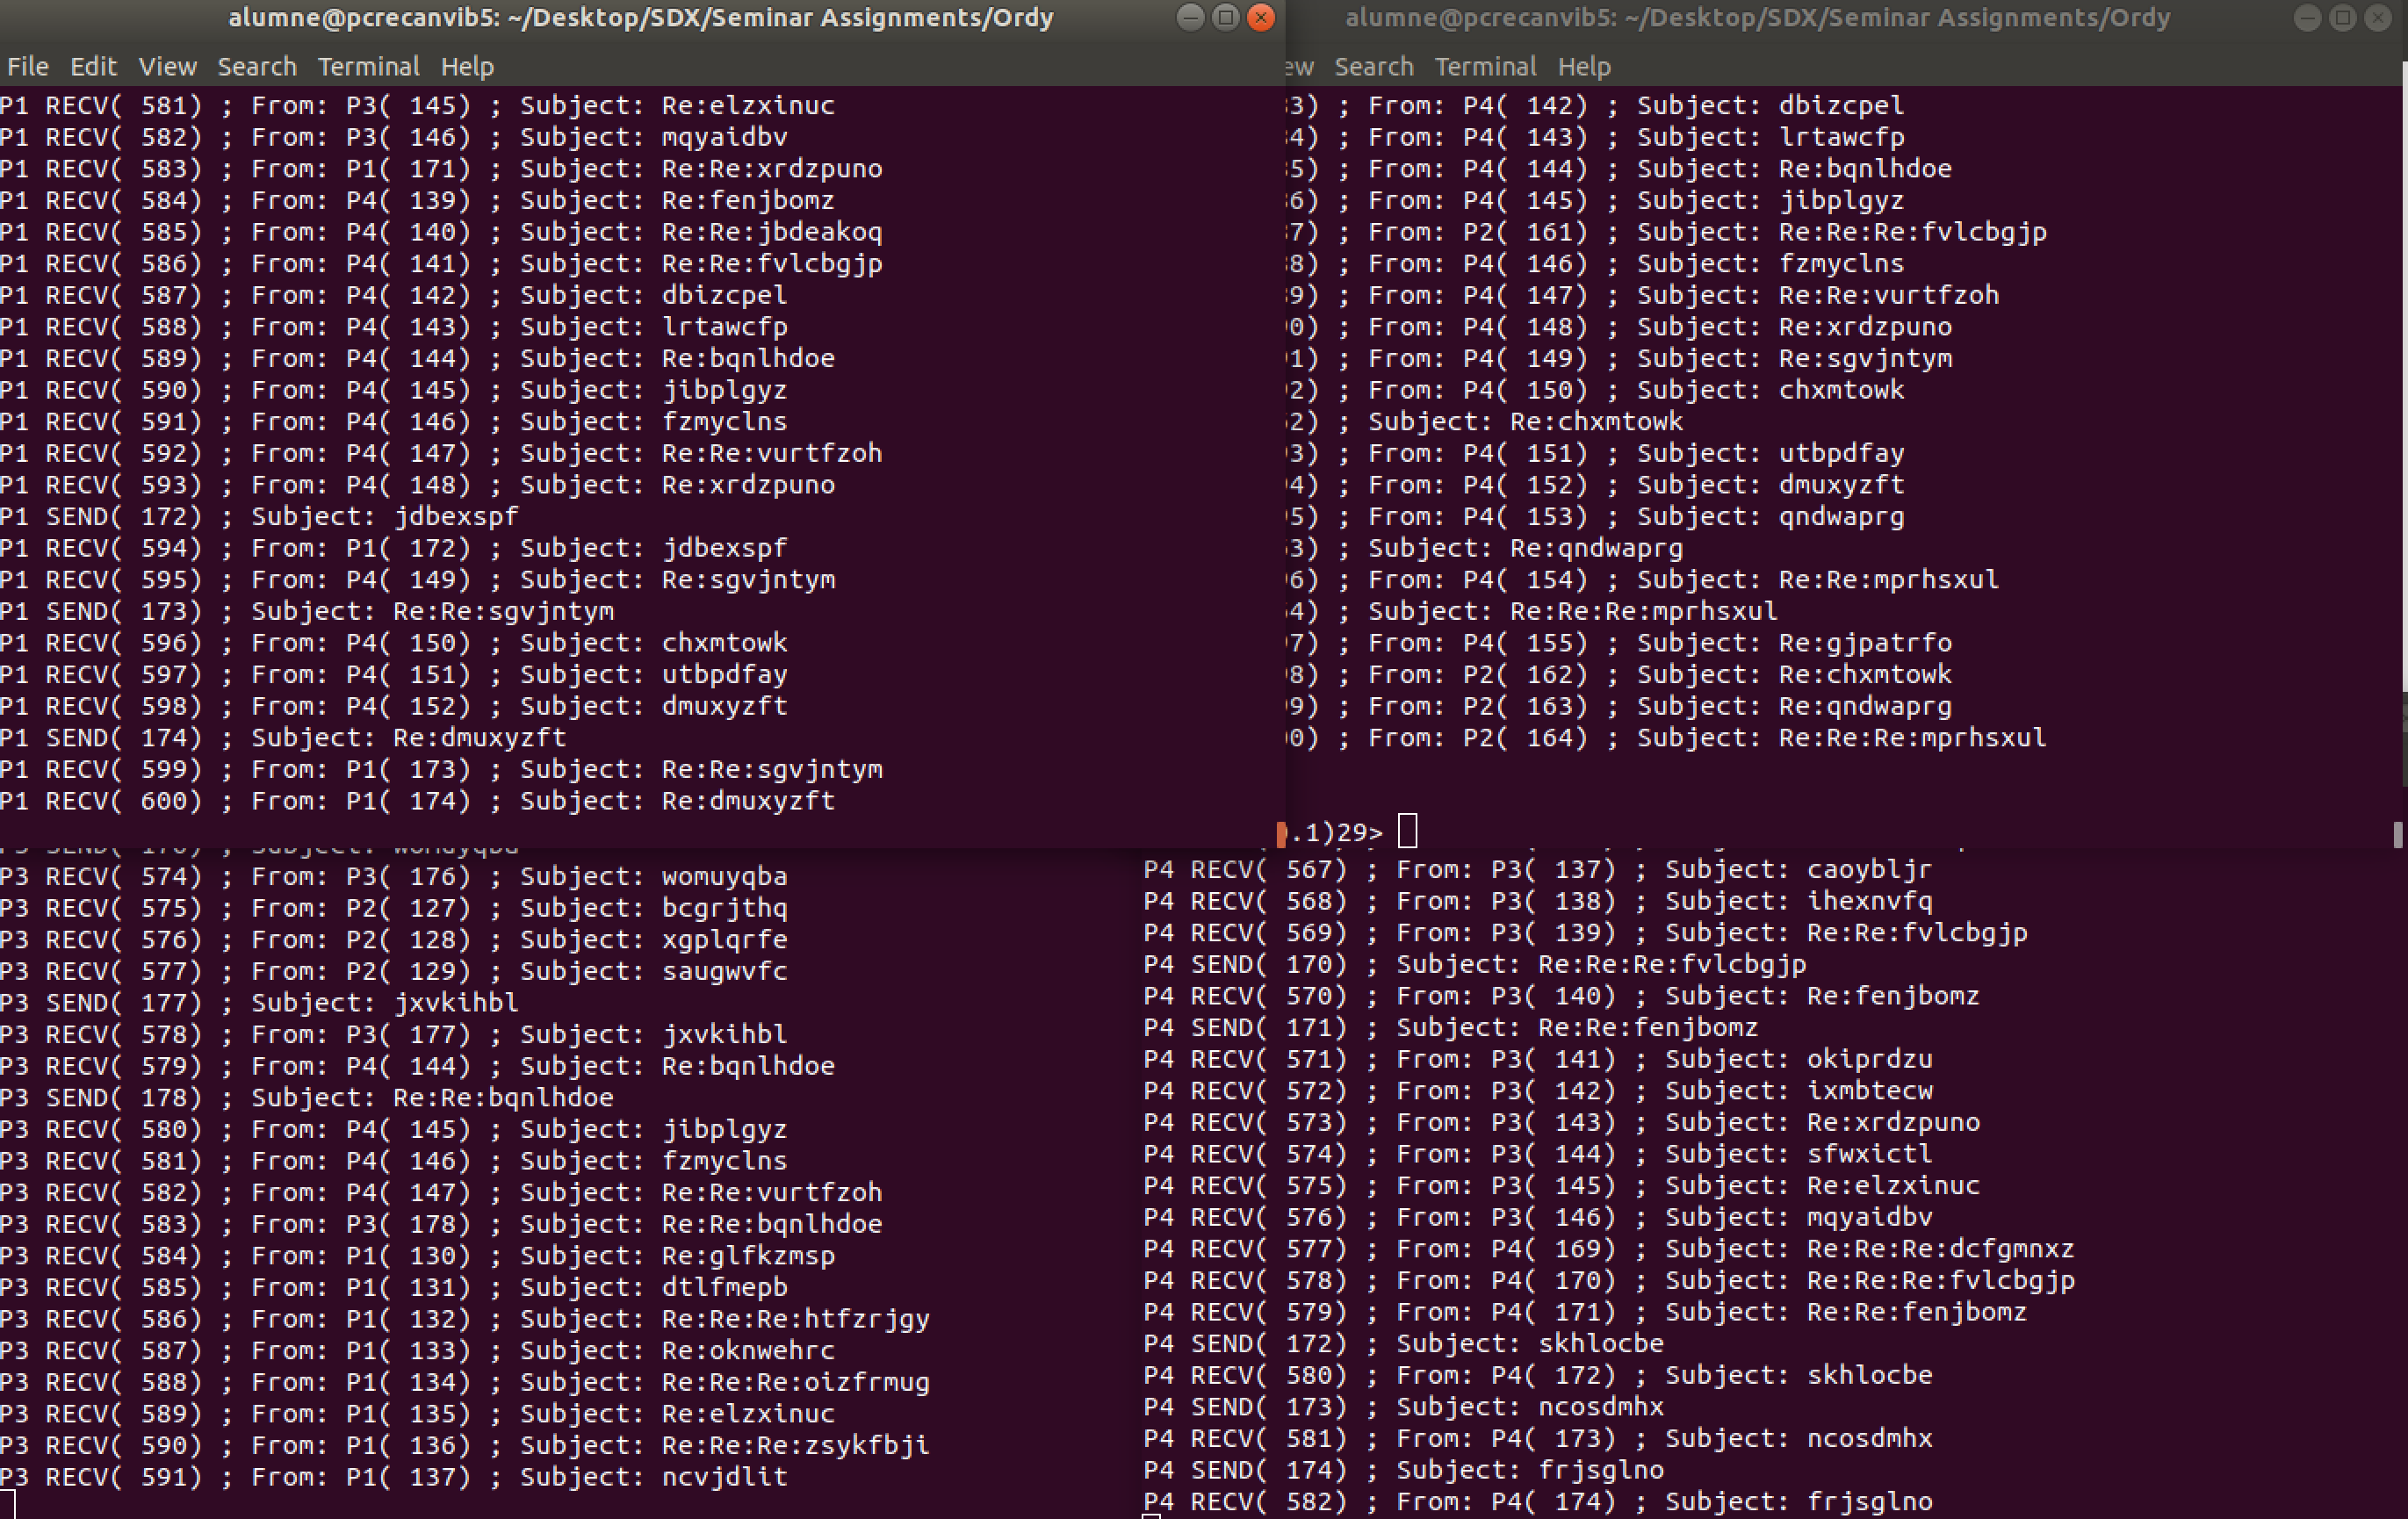 alumne@pcrecanvib5: ~/Desktop/SDX/Seminar Assignments/Ordy
File Edit View Search Terminal Help
P1 RECV( 581) ; From: P3( 145) ; Subject: Re:elzxinuc
P1 RECV( 582) ; From: P3( 146) ; Subject: mqyaidbv
P1 RECV( 583) ; From: P1( 171) ; Subject: Re:Re:xrdzpuno
P1 RECV( 584) ; From: P4( 139) ; Subject: Re:fenjbomz
P1 RECV( 585) ; From: P4( 140) ; Subject: Re:Re:jbdeakoq
P1 RECV( 586) ; From: P4( 141) ; Subject: Re:Re:fvlcbgjp
P1 RECV( 587) ; From: P4( 142) ; Subject: dbizcpel
P1 RECV( 588) ; From: P4( 143) ; Subject: lrtawcfp
P1 RECV( 589) ; From: P4( 144) ; Subject: Re:bqnlhdoe
P1 RECV( 590) ; From: P4( 145) ; Subject: jibplgyz
P1 RECV( 591) ; From: P4( 146) ; Subject: fzmyclns
P1 RECV( 592) ; From: P4( 147) ; Subject: Re:Re:vurtfzoh
P1 RECV( 593) ; From: P4( 148) ; Subject: Re:xrdzpuno
P1 SEND( 172) ; Subject: jdbexspf
P1 RECV( 594) ; From: P1( 172) ; Subject: jdbexspf
P1 RECV( 595) ; From: P4( 149) ; Subject: Re:sgvjntym
P1 SEND( 173) ; Subject: Re:Re:sgvjntym
P1 RECV( 596) ; From: P4( 150) ; Subject: chxmtowk
P1 RECV( 597) ; From: P4( 151) ; Subject: utbpdfay
P1 RECV( 598) ; From: P4( 152) ; Subject: dmuxyzft
P1 SEND( 174) ; Subject: Re:dmuxyzft
P1 RECV( 599) ; From: P1( 173) ; Subject: Re:Re:sgvjntym
P1 RECV( 600) ; From: P1( 174) ; Subject: Re:dmuxyzft
alumne@pcrecanvib5: ~/Desktop/SDX/Seminar Assignments/Ordy
ew Search Terminal Help
3) ; From: P4( 142) ; Subject: dbizcpel
4) ; From: P4( 143) ; Subject: lrtawcfp
5) ; From: P4( 144) ; Subject: Re:bqnlhdoe
6) ; From: P4( 145) ; Subject: jibplgyz
7) ; From: P2( 161) ; Subject: Re:Re:Re:fvlcbgjp
8) ; From: P4( 146) ; Subject: fzmyclns
9) ; From: P4( 147) ; Subject: Re:Re:vurtfzoh
0) ; From: P4( 148) ; Subject: Re:xrdzpuno
1) ; From: P4( 149) ; Subject: Re:sgvjntym
2) ; From: P4( 150) ; Subject: chxmtowk
2) ; Subject: Re:chxmtowk
3) ; From: P4( 151) ; Subject: utbpdfay
4) ; From: P4( 152) ; Subject: dmuxyzft
5) ; From: P4( 153) ; Subject: qndwaprg
3) ; Subject: Re:qndwaprg
6) ; From: P4( 154) ; Subject: Re:Re:mprhsxul
4) ; Subject: Re:Re:Re:mprhsxul
7) ; From: P4( 155) ; Subject: Re:gjpatrfo
8) ; From: P2( 162) ; Subject: Re:chxmtowk
9) ; From: P2( 163) ; Subject: Re:qndwaprg
0) ; From: P2( 164) ; Subject: Re:Re:Re:mprhsxul
.1)29>
P3 RECV( 574) ; From: P3( 176) ; Subject: womuyqba
P3 RECV( 575) ; From: P2( 127) ; Subject: bcgrjthq
P3 RECV( 576) ; From: P2( 128) ; Subject: xgplqrfe
P3 RECV( 577) ; From: P2( 129) ; Subject: saugwvfc
P3 SEND( 177) ; Subject: jxvkihbl
P3 RECV( 578) ; From: P3( 177) ; Subject: jxvkihbl
P3 RECV( 579) ; From: P4( 144) ; Subject: Re:bqnlhdoe
P3 SEND( 178) ; Subject: Re:Re:bqnlhdoe
P3 RECV( 580) ; From: P4( 145) ; Subject: jibplgyz
P3 RECV( 581) ; From: P4( 146) ; Subject: fzmyclns
P3 RECV( 582) ; From: P4( 147) ; Subject: Re:Re:vurtfzoh
P3 RECV( 583) ; From: P3( 178) ; Subject: Re:Re:bqnlhdoe
P3 RECV( 584) ; From: P1( 130) ; Subject: Re:glfkzmsp
P3 RECV( 585) ; From: P1( 131) ; Subject: dtlfmepb
P3 RECV( 586) ; From: P1( 132) ; Subject: Re:Re:Re:htfzrjgy
P3 RECV( 587) ; From: P1( 133) ; Subject: Re:oknwehrc
P3 RECV( 588) ; From: P1( 134) ; Subject: Re:Re:Re:oizfrmug
P3 RECV( 589) ; From: P1( 135) ; Subject: Re:elzxinuc
P3 RECV( 590) ; From: P1( 136) ; Subject: Re:Re:Re:zsykfbji
P3 RECV( 591) ; From: P1( 137) ; Subject: ncvjdlit
P4 RECV( 567) ; From: P3( 137) ; Subject: caoybljr
P4 RECV( 568) ; From: P3( 138) ; Subject: ihexnvfq
P4 RECV( 569) ; From: P3( 139) ; Subject: Re:Re:fvlcbgjp
P4 SEND( 170) ; Subject: Re:Re:Re:fvlcbgjp
P4 RECV( 570) ; From: P3( 140) ; Subject: Re:fenjbomz
P4 SEND( 171) ; Subject: Re:Re:fenjbomz
P4 RECV( 571) ; From: P3( 141) ; Subject: okiprdzu
P4 RECV( 572) ; From: P3( 142) ; Subject: ixmbtecw
P4 RECV( 573) ; From: P3( 143) ; Subject: Re:xrdzpuno
P4 RECV( 574) ; From: P3( 144) ; Subject: sfwxictl
P4 RECV( 575) ; From: P3( 145) ; Subject: Re:elzxinuc
P4 RECV( 576) ; From: P3( 146) ; Subject: mqyaidbv
P4 RECV( 577) ; From: P4( 169) ; Subject: Re:Re:Re:dcfgmnxz
P4 RECV( 578) ; From: P4( 170) ; Subject: Re:Re:Re:fvlcbgjp
P4 RECV( 579) ; From: P4( 171) ; Subject: Re:Re:fenjbomz
P4 SEND( 172) ; Subject: skhlocbe
P4 RECV( 580) ; From: P4( 172) ; Subject: skhlocbe
P4 SEND( 173) ; Subject: ncosdmhx
P4 RECV( 581) ; From: P4( 173) ; Subject: ncosdmhx
P4 SEND( 174) ; Subject: frjsglno
P4 RECV( 582) ; From: P4( 174) ; Subject: frjsglno